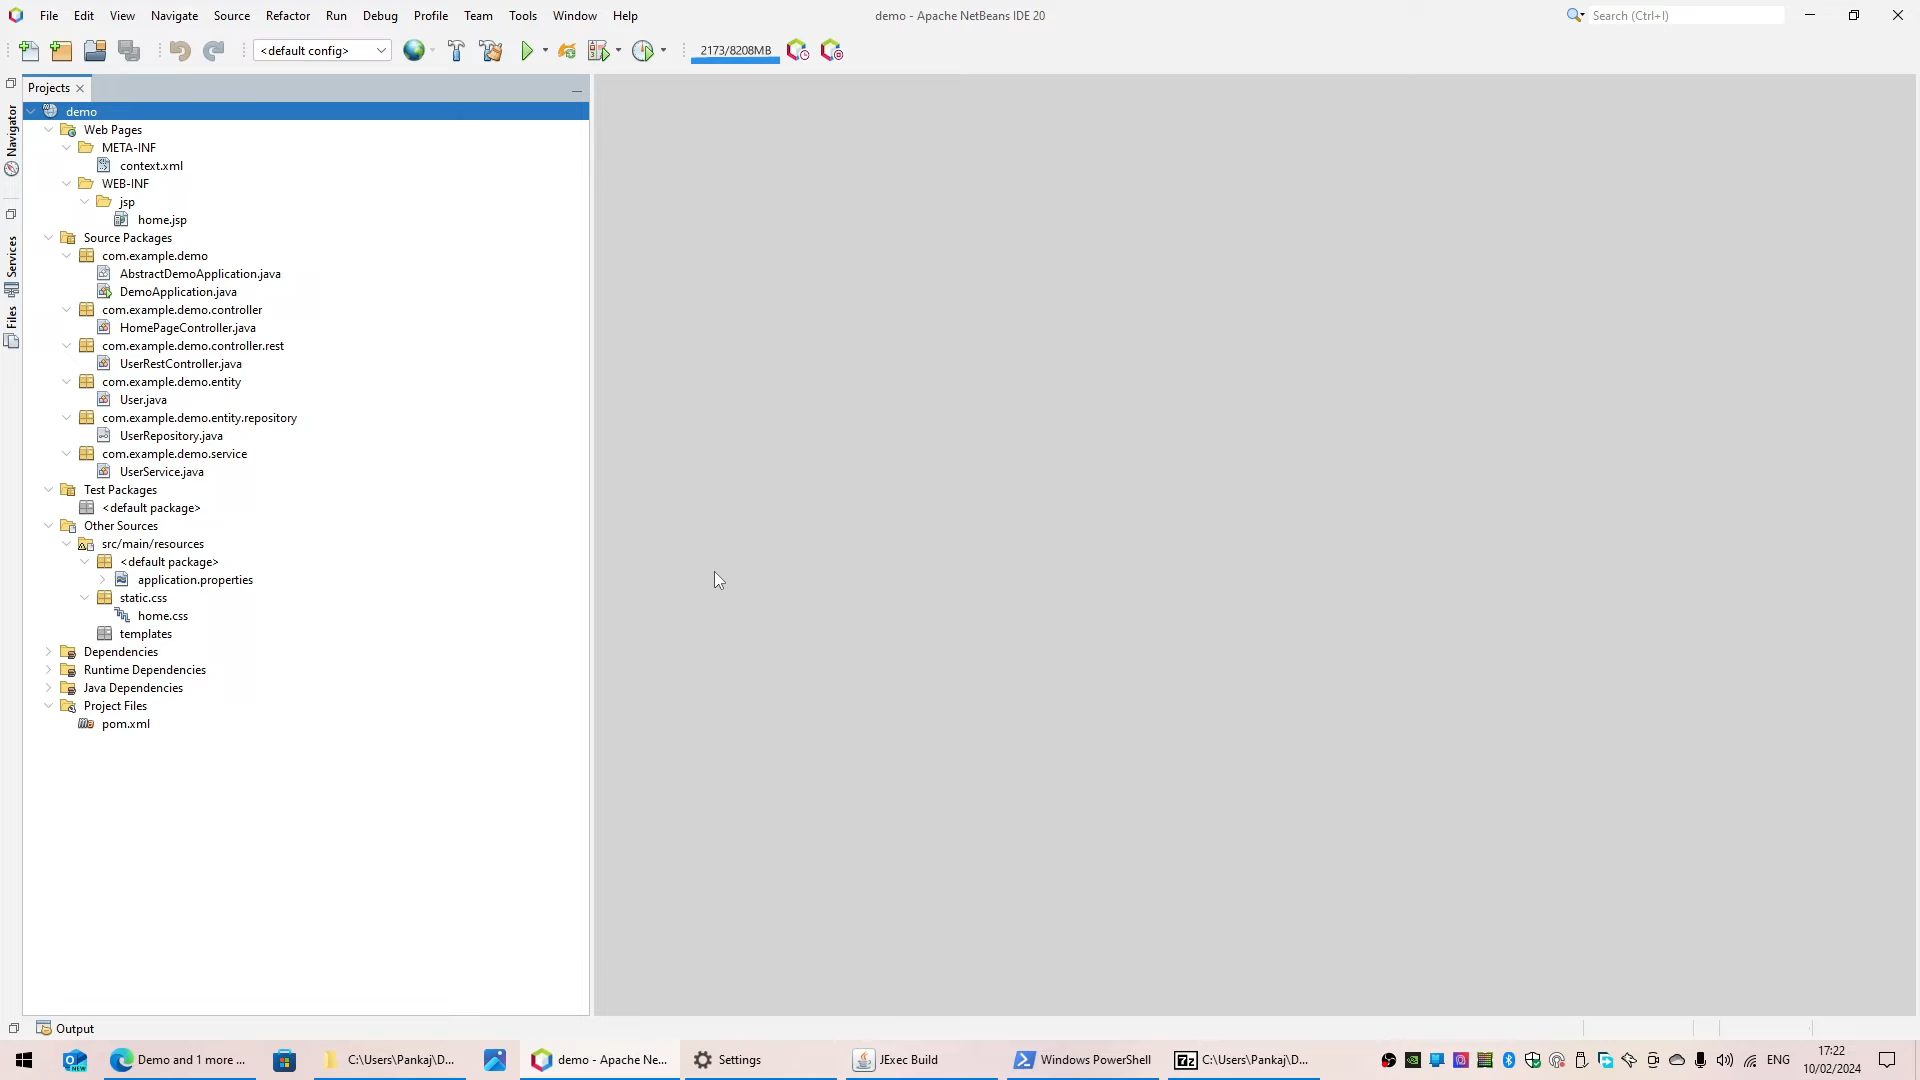 File Edit View Navigate Source Refactor Run Debug Profile Team Tools Window Help
demo - Apache NetBeans IDE 20
Search (Ctrl+I)
<default config>
2173/8208MB
Projects
Navigator
Services
Files
demo
Web Pages
META-INF
context.xml
WEB-INF
jsp
home.jsp
Source Packages
com.example.demo
AbstractDemoApplication.java
DemoApplication.java
com.example.demo.controller
HomePageController.java
com.example.demo.controller.rest
UserRestController.java
com.example.demo.entity
User.java
com.example.demo.entity.repository
UserRepository.java
com.example.demo.service
UserService.java
Test Packages
<default package>
Other Sources
src/main/resources
<default package>
application.properties
static.css
home.css
templates
Dependencies
Runtime Dependencies
Java Dependencies
Project Files
pom.xml
Output
Demo and 1 more ...
C:\Users\Pankaj\D...
demo - Apache Ne...
Settings
JExec Build
Windows PowerShell
7z
C:\Users\Pankaj\D...
ENG
17:22
10/02/2024